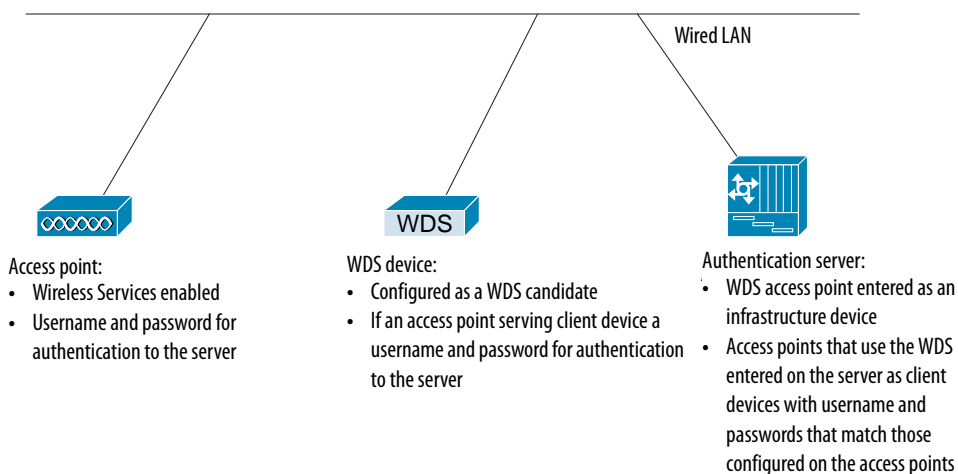 Wired LAN
WDS
Access point:
• Wireless Services enabled
• Username and password for
authentication to the server
WDS device:
• Configured as a WDS candidate
• If an access point serving client device a
username and password for authentication
to the server
Authentication server:
• WDS access point entered as an
infrastructure device
• Access points that use the WDS
entered on the server as client
devices with username and
passwords that match those
configured on the access points